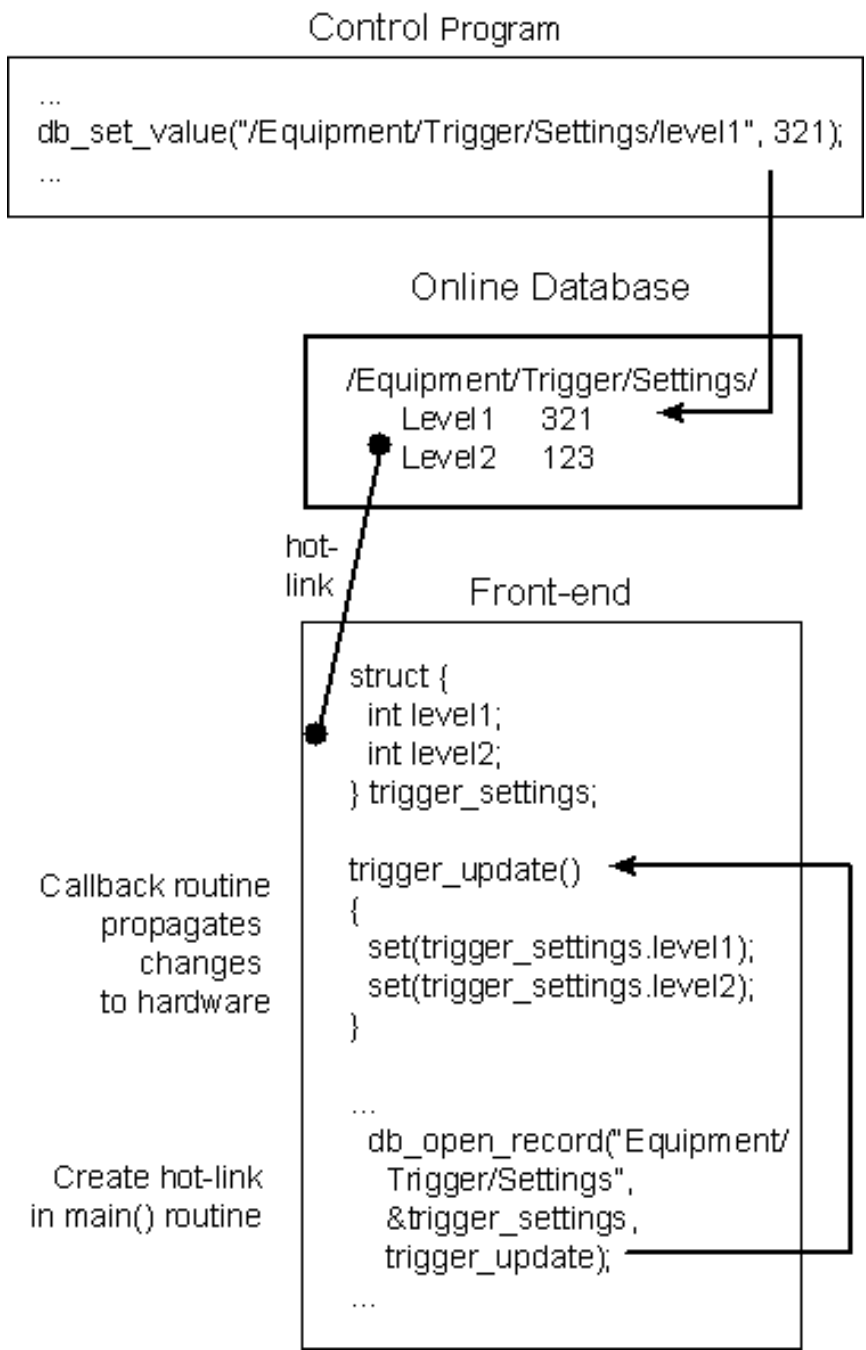 Control Program
...
db_set_value("/Equipment/Trigger/Settings/level1", 321);
...
Online Database
/Equipment/Trigger/Settings/
Level1 321
Level2 123
hot-
link
Front-end
struct {
int level1;
int level2;
} trigger_settings;
Callback routine
propagates
changes
to hardware
trigger_update()
{
set(trigger_settings.level1);
set(trigger_settings.level2);
}
...
Create hot-link
in main() routine
db_open_record("Equipment/
Trigger/Settings",
&trigger_settings,
trigger_update);
...